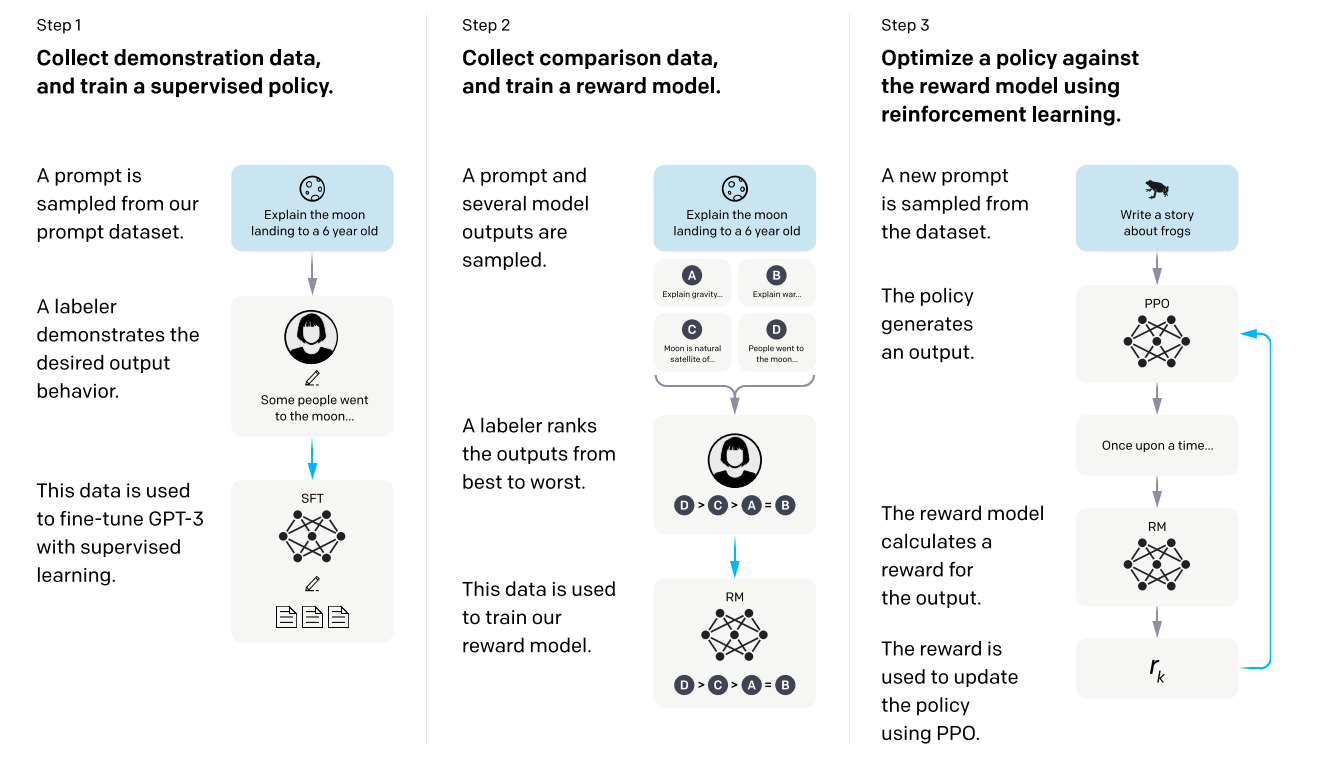 Step 1
Collect demonstration data,
and train a supervised policy.
A prompt is
sampled from our
prompt dataset.
Explain the moon
landing to a 6 year old
A labeler
demonstrates the
desired output
behavior.
Some people went
to the moon...
This data is used
to fine-tune GPT-3
with supervised
learning.
SFT
Step 2
Collect comparison data,
and train a reward model.
A prompt and
several model
outputs are
sampled.
Explain the moon
landing to a 6 year old
A
Explain gravity...
B
Explain war...
C
Moon is natural
satellite of...
D
People went to
the moon...
A labeler ranks
the outputs from
best to worst.
D > C > A = B
This data is used
to train our
reward model.
RM
D > C > A = B
Step 3
Optimize a policy against
the reward model using
reinforcement learning.
A new prompt
is sampled from
the dataset.
Write a story
about frogs
The policy
generates
an output.
PPO
Once upon a time...
The reward model
calculates a
reward for
the output.
RM
The reward is
used to update
the policy
using PPO.
rk